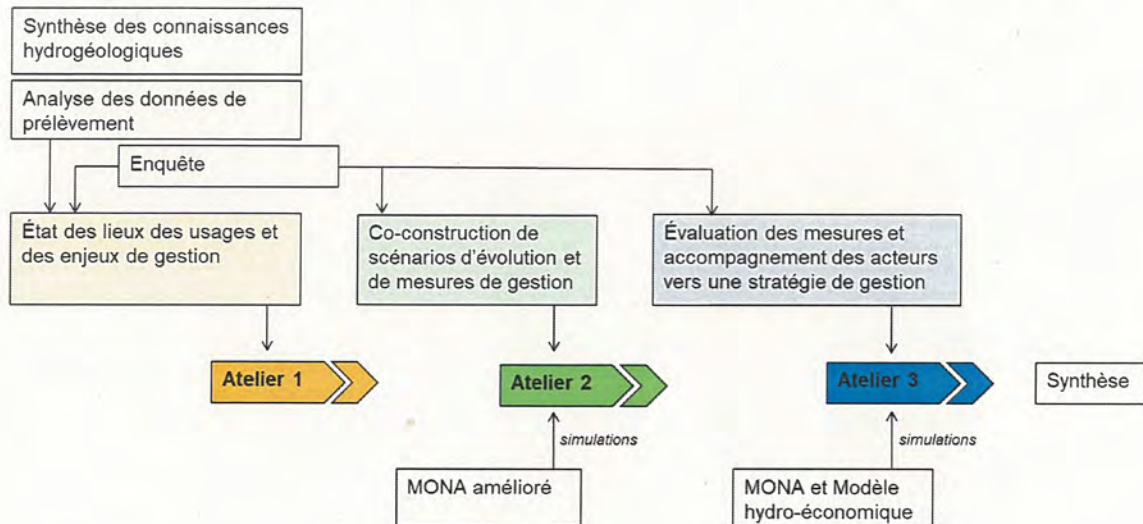 Synthèse des connaissances
hydrogéologiques
Analyse des données de
prélèvement
Enquête
État des lieux des usages et
des enjeux de gestion
Co-construction de
scénarios d'évolution et
de mesures de gestion
Évaluation des mesures et
accompagnement des acteurs
vers une stratégie de gestion
Atelier 1
Atelier 2
Atelier 3
Synthèse
simulations
simulations
MONA amélioré
MONA et Modèle
hydro-économique